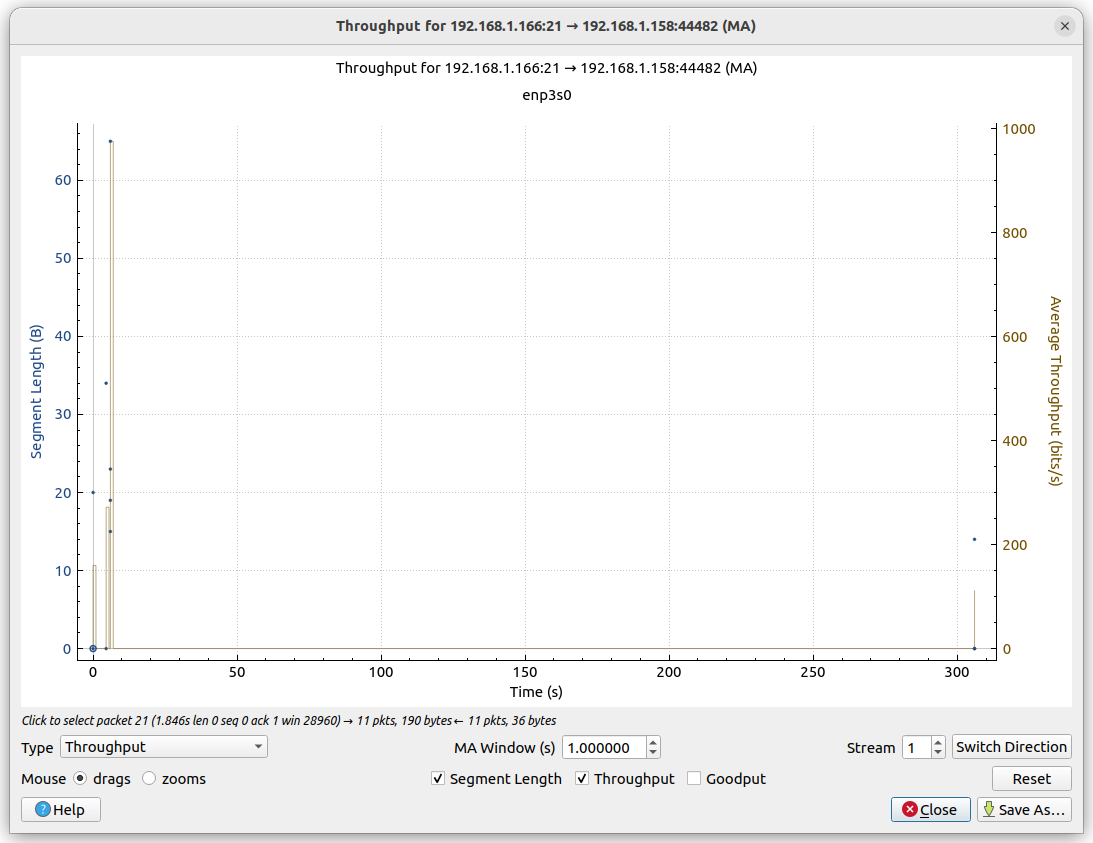 Throughput for 192.168.1.166:21 → 192.168.1.158:44482 (MA)
Throughput for 192.168.1.166:21 → 192.168.1.158:44482 (MA)
enp3s0
Segment Length (B)
60
50
40
30
20
10
0
1000
800
600
400
200
0
Average Throughput (bits/s)
0 50 100 150 200 250 300
Time (s)
Click to select packet 21 (1.846s len 0 seq 0 ack 1 win 28960) → 11 pkts, 190 bytes ← 11 pkts, 36 bytes
Type Throughput MA Window (s) 1.000000 Stream 1 Switch Direction
Mouse drags zooms Segment Length Throughput Goodput Reset
Help Close Save As...